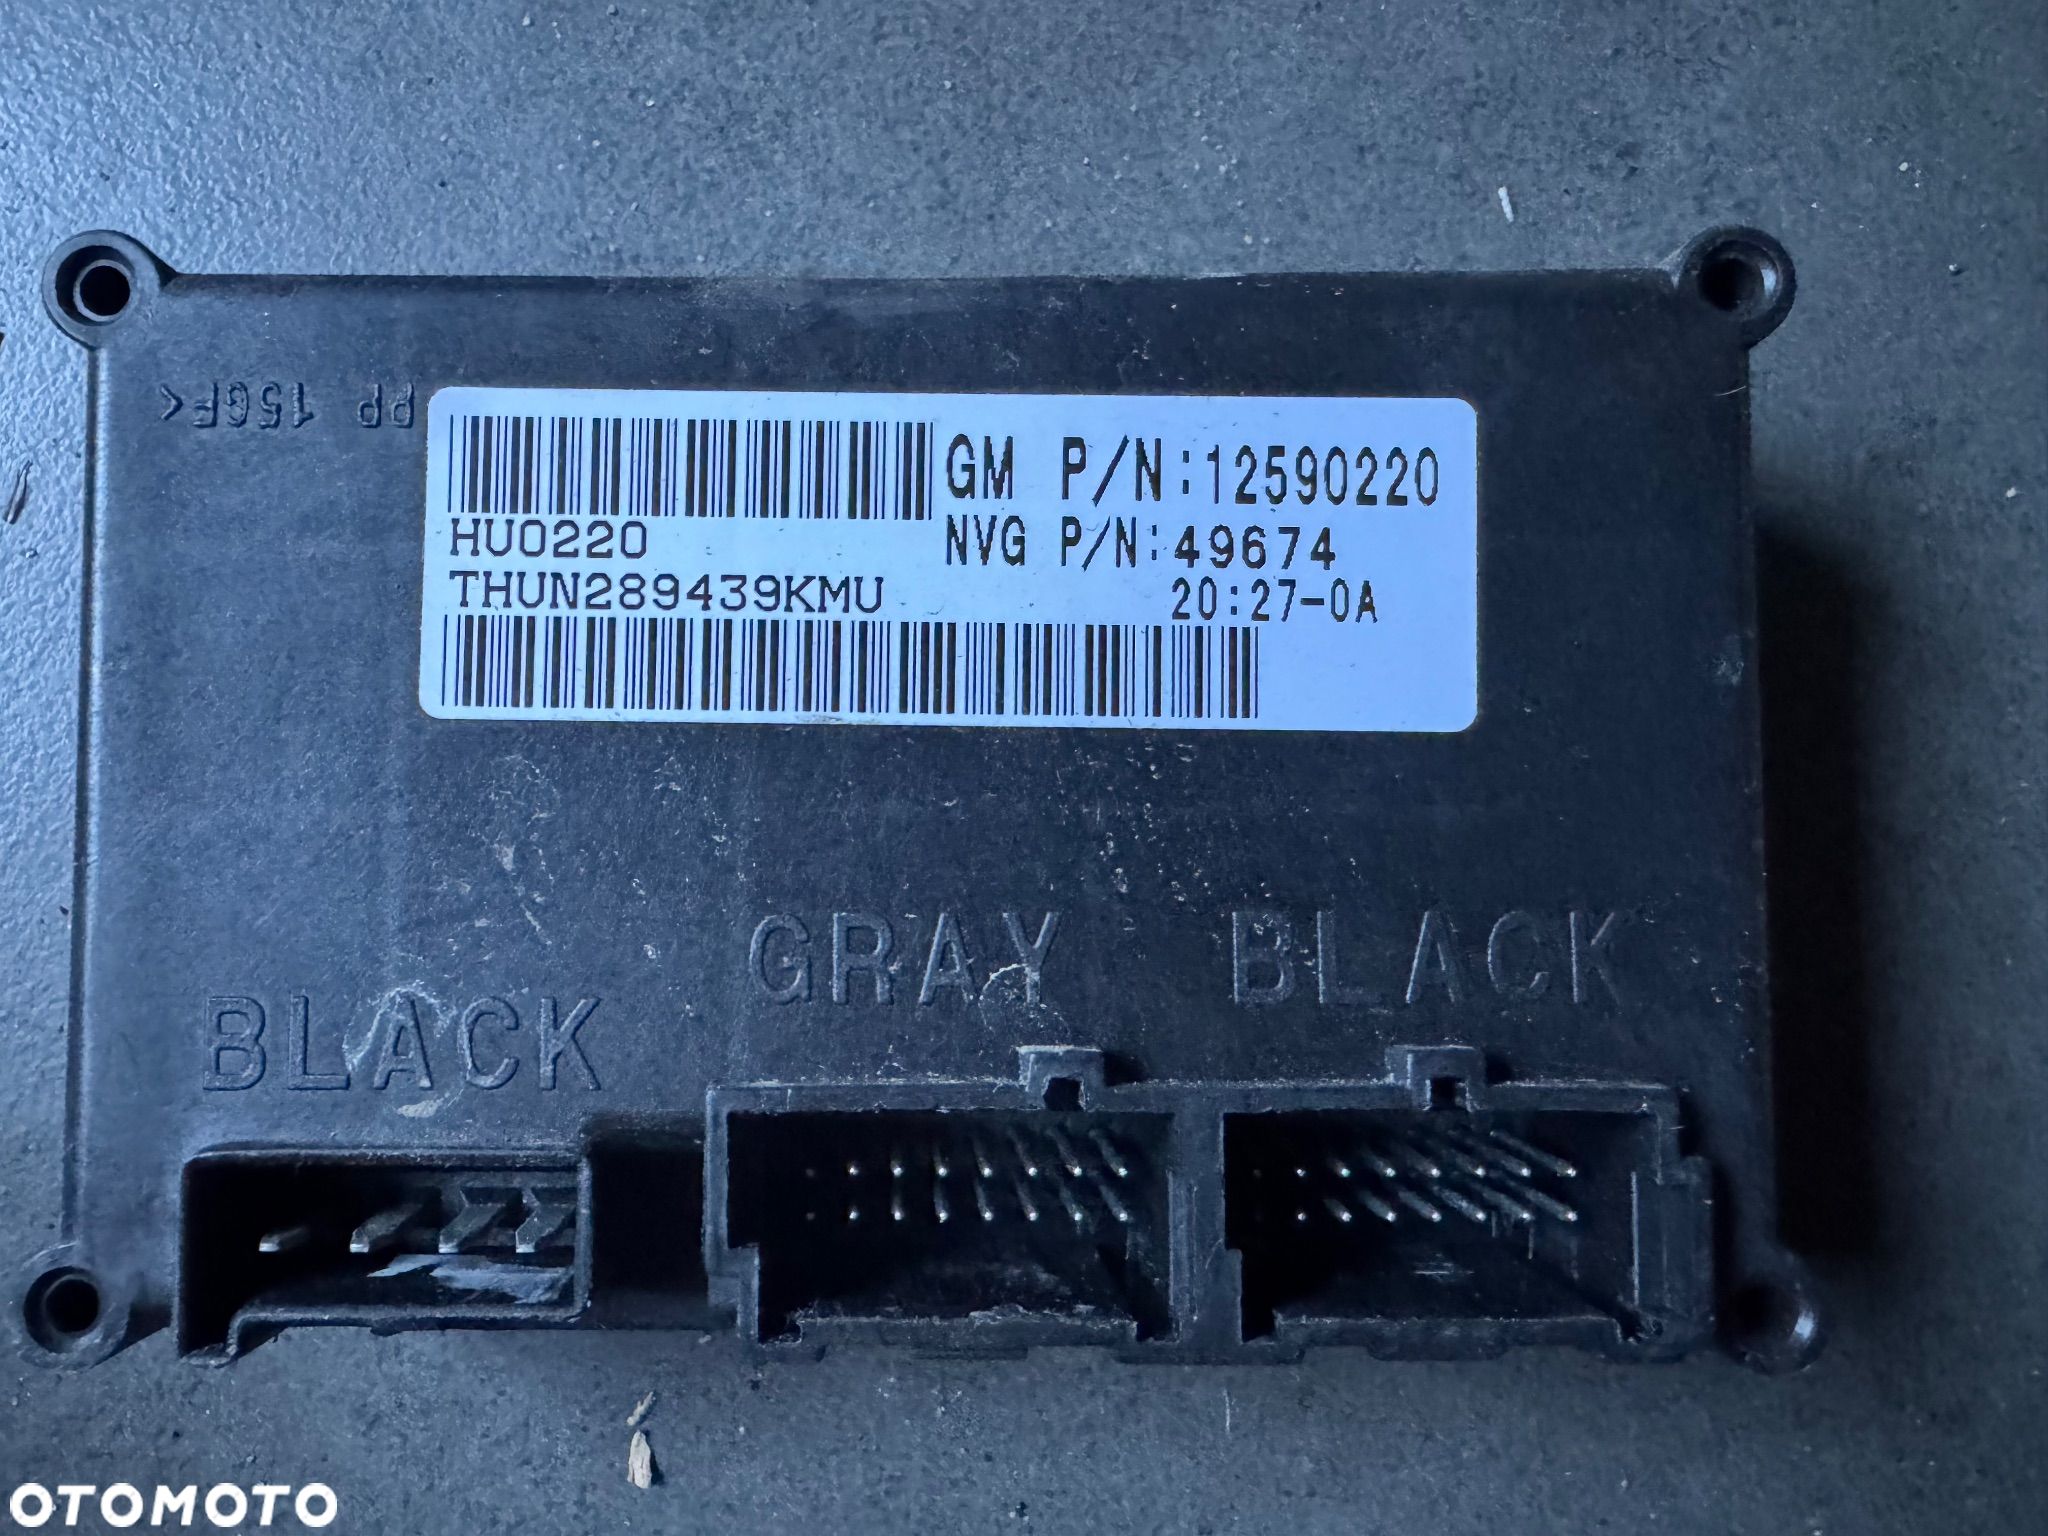 PP 15GF<
GM P/N:12590220
HU0220
NVG P/N:49674
THUN289439KMU
20:27-0A
GRAY
BLACK
BLACK
OTOMOTO